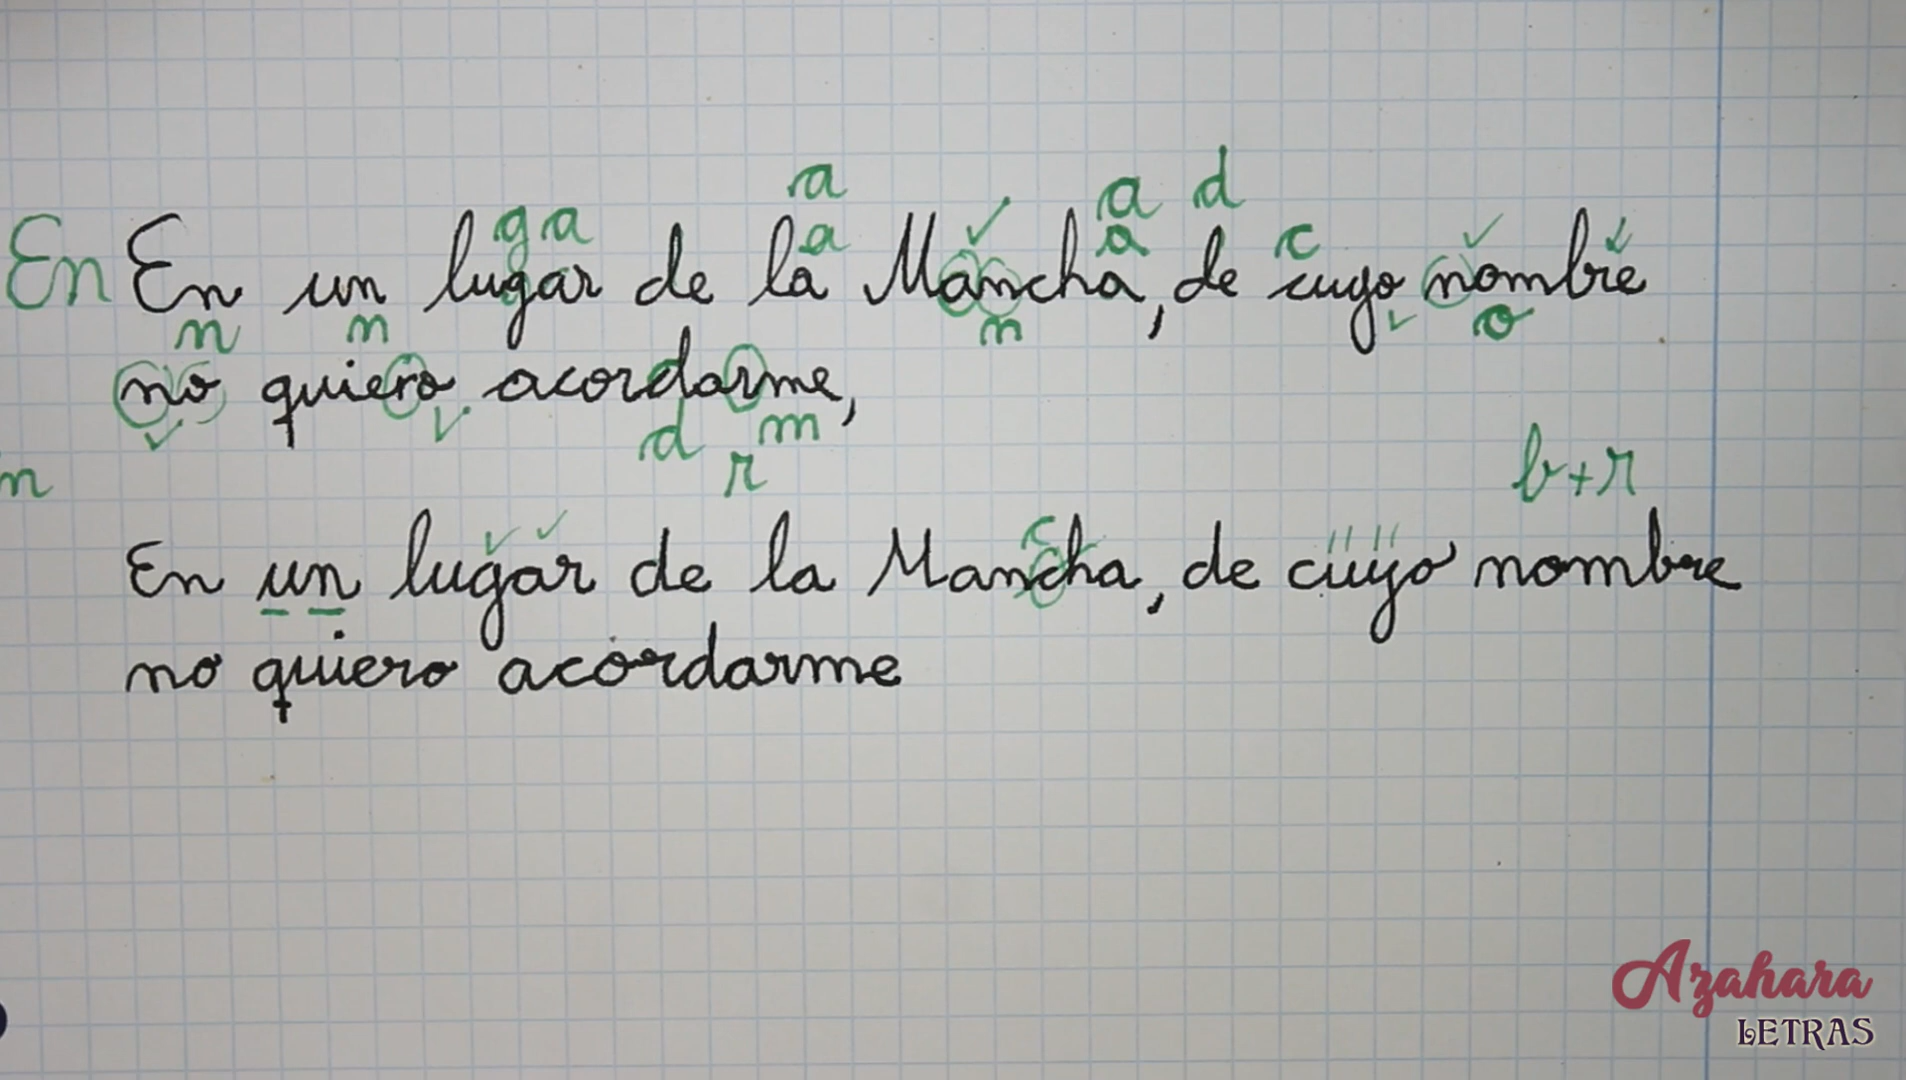 a a d
ga a a c
En En un lugar de la Mancha, de cuyo nombre
n n n o
no quiero acordarme,
d m
r
n b+r
c
En un lugar de la Mancha, de cuyo nombre
no quiero acordarme
Azahara
LETRAS